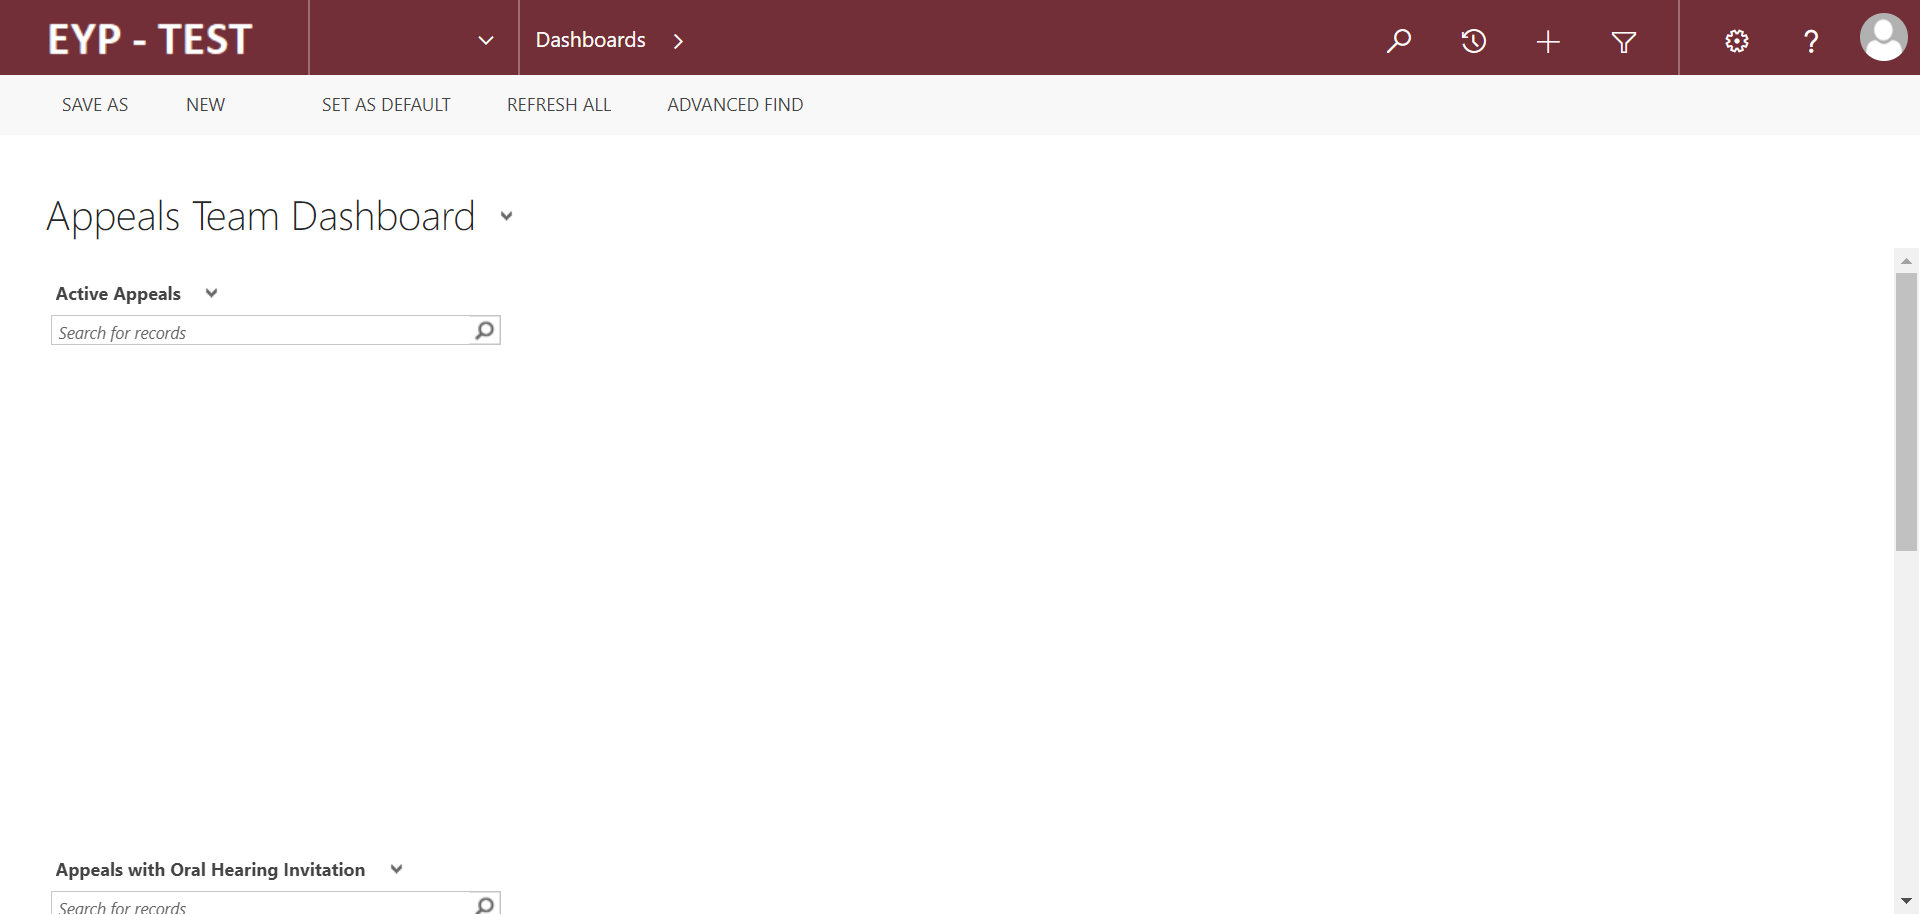 EYP - TEST
Dashboards
SAVE AS
NEW
SET AS DEFAULT
REFRESH ALL
ADVANCED FIND
Appeals Team Dashboard
Active Appeals
Search for records
Appeals with Oral Hearing Invitation
Search for records